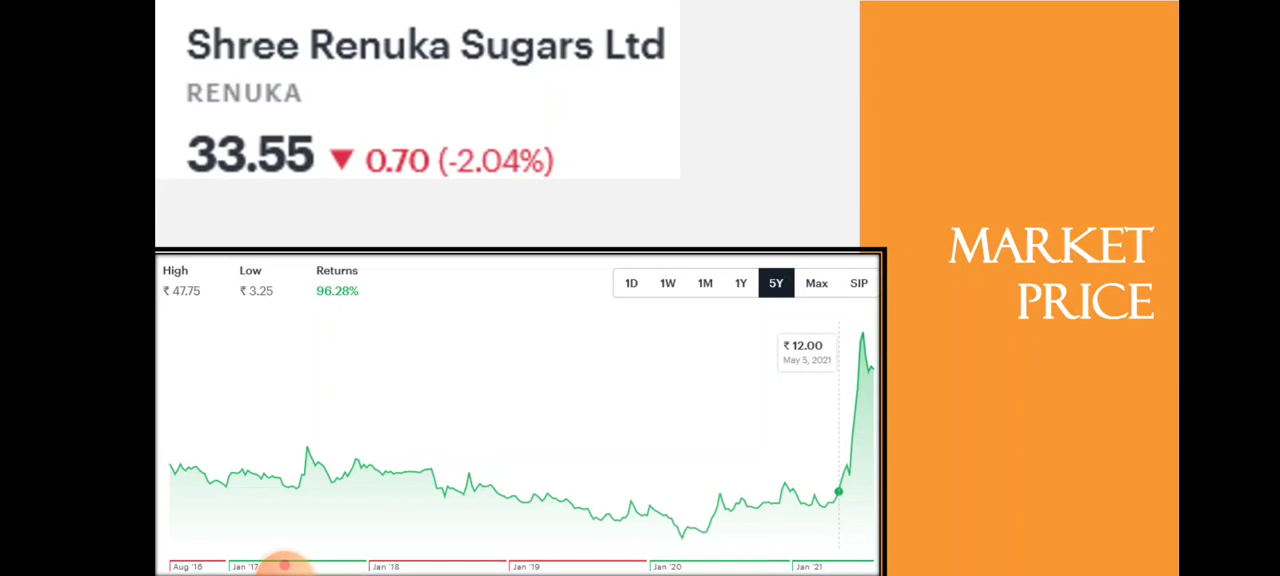 Shree Renuka Sugars Ltd
RENUKA
33.55 ▼ 0.70 (-2.04%)
MARKET
PRICE
High Low Returns
₹ 47.75 ₹ 3.25 96.28%
1D 1W 1M 1Y 5Y Max SIP
₹ 12.00
May 5, 2021
Aug '16 Jan '17 Jan '18 Jan '19 Jan '20 Jan '21